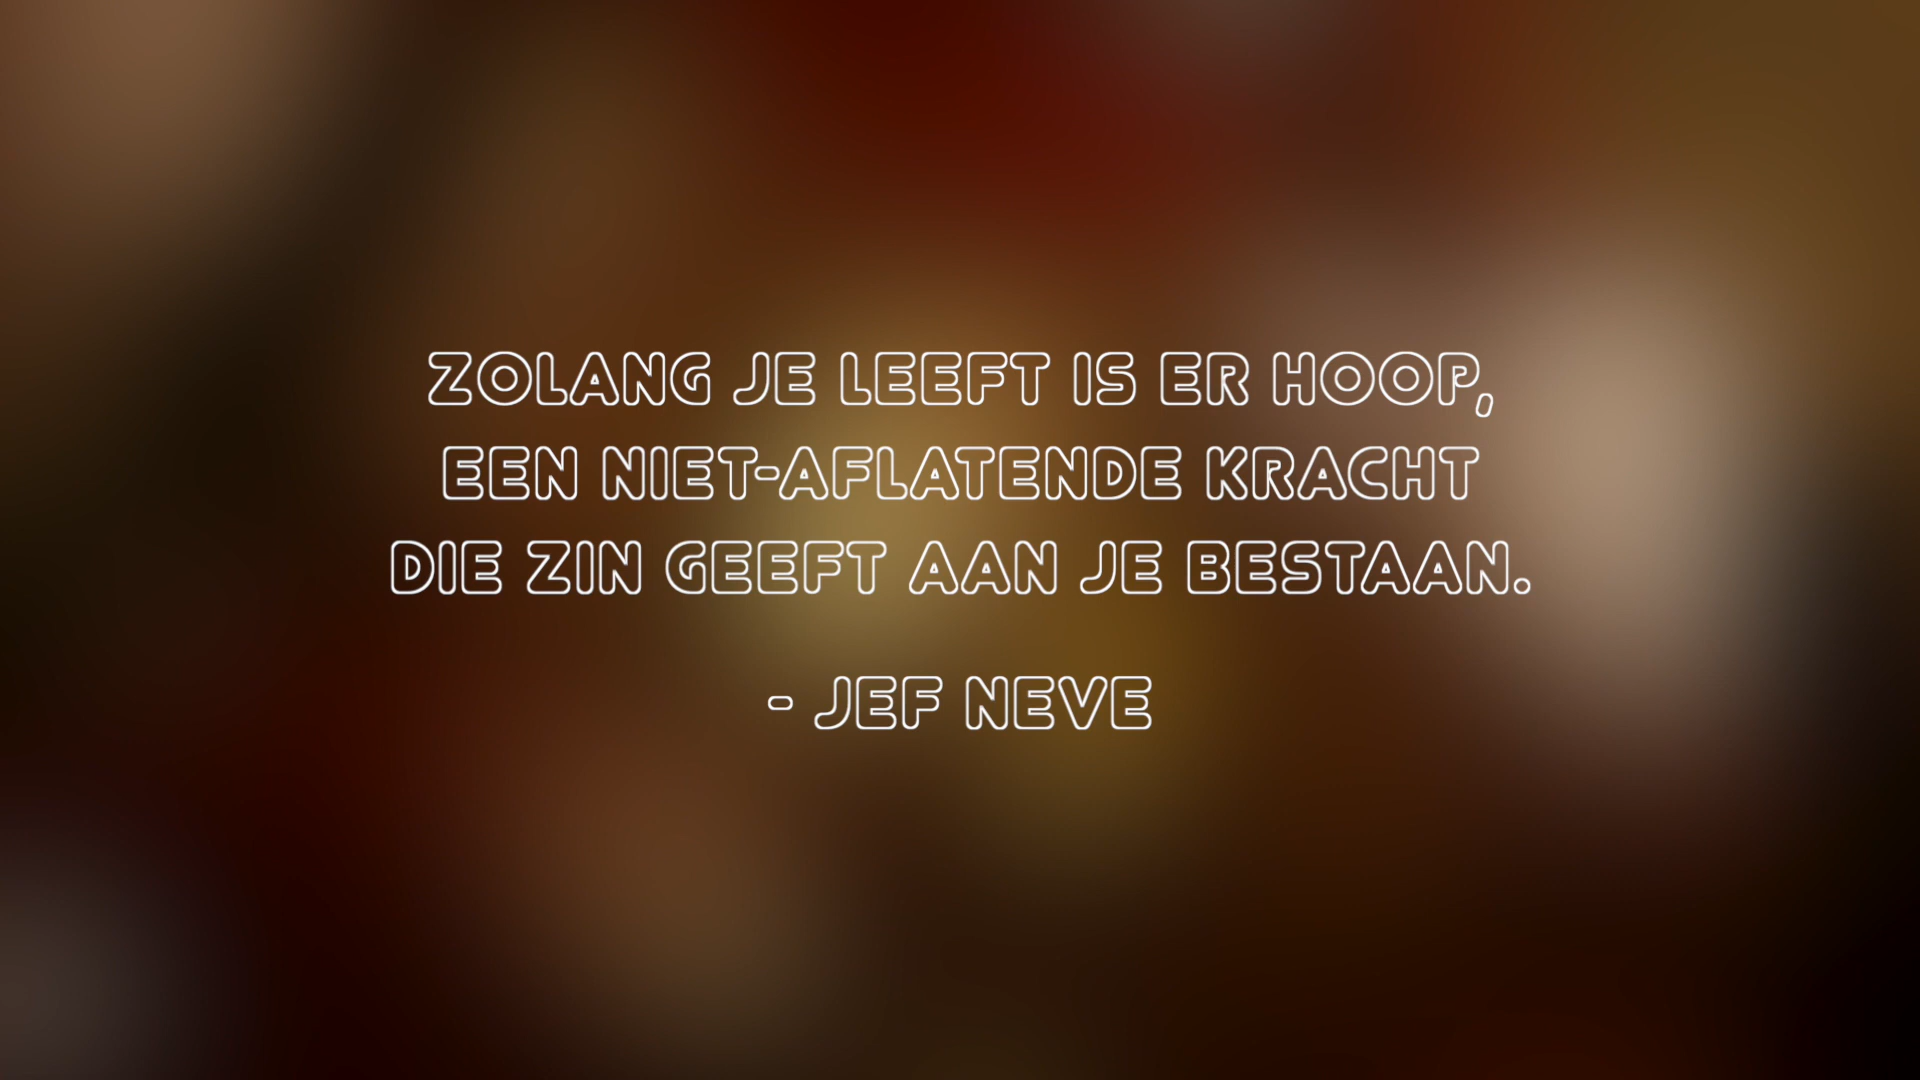 ZOLANG JE LEEFT IS ER HOOP,
EEN NIET-AFLATENDE KRACHT
DIE ZIN GEEFT AAN JE BESTAAN.
- JEF NEVE